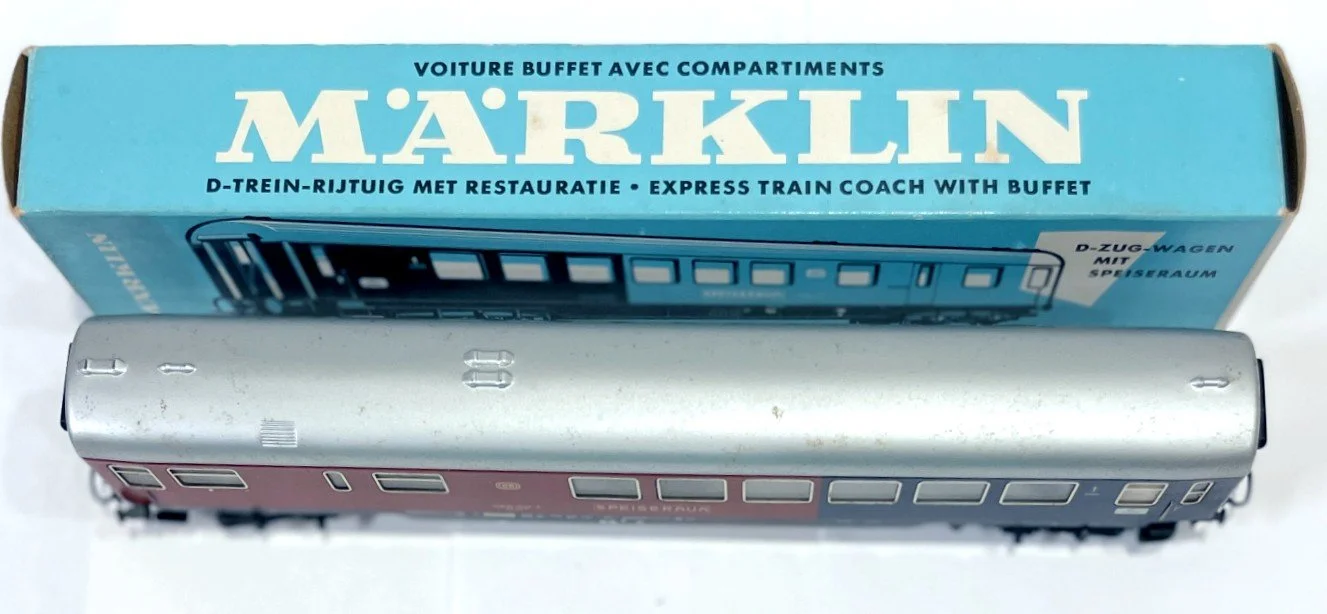 VOITURE BUFFET AVEC COMPARTIMENTS
MÄRKLIN
D-TREIN-RIJTUIG MET RESTAURATIE • EXPRESS TRAIN COACH WITH BUFFET
MÄRKLIN
D-ZUG-WAGEN
MIT
SPEISERAUM
DB
SPEISERAUM